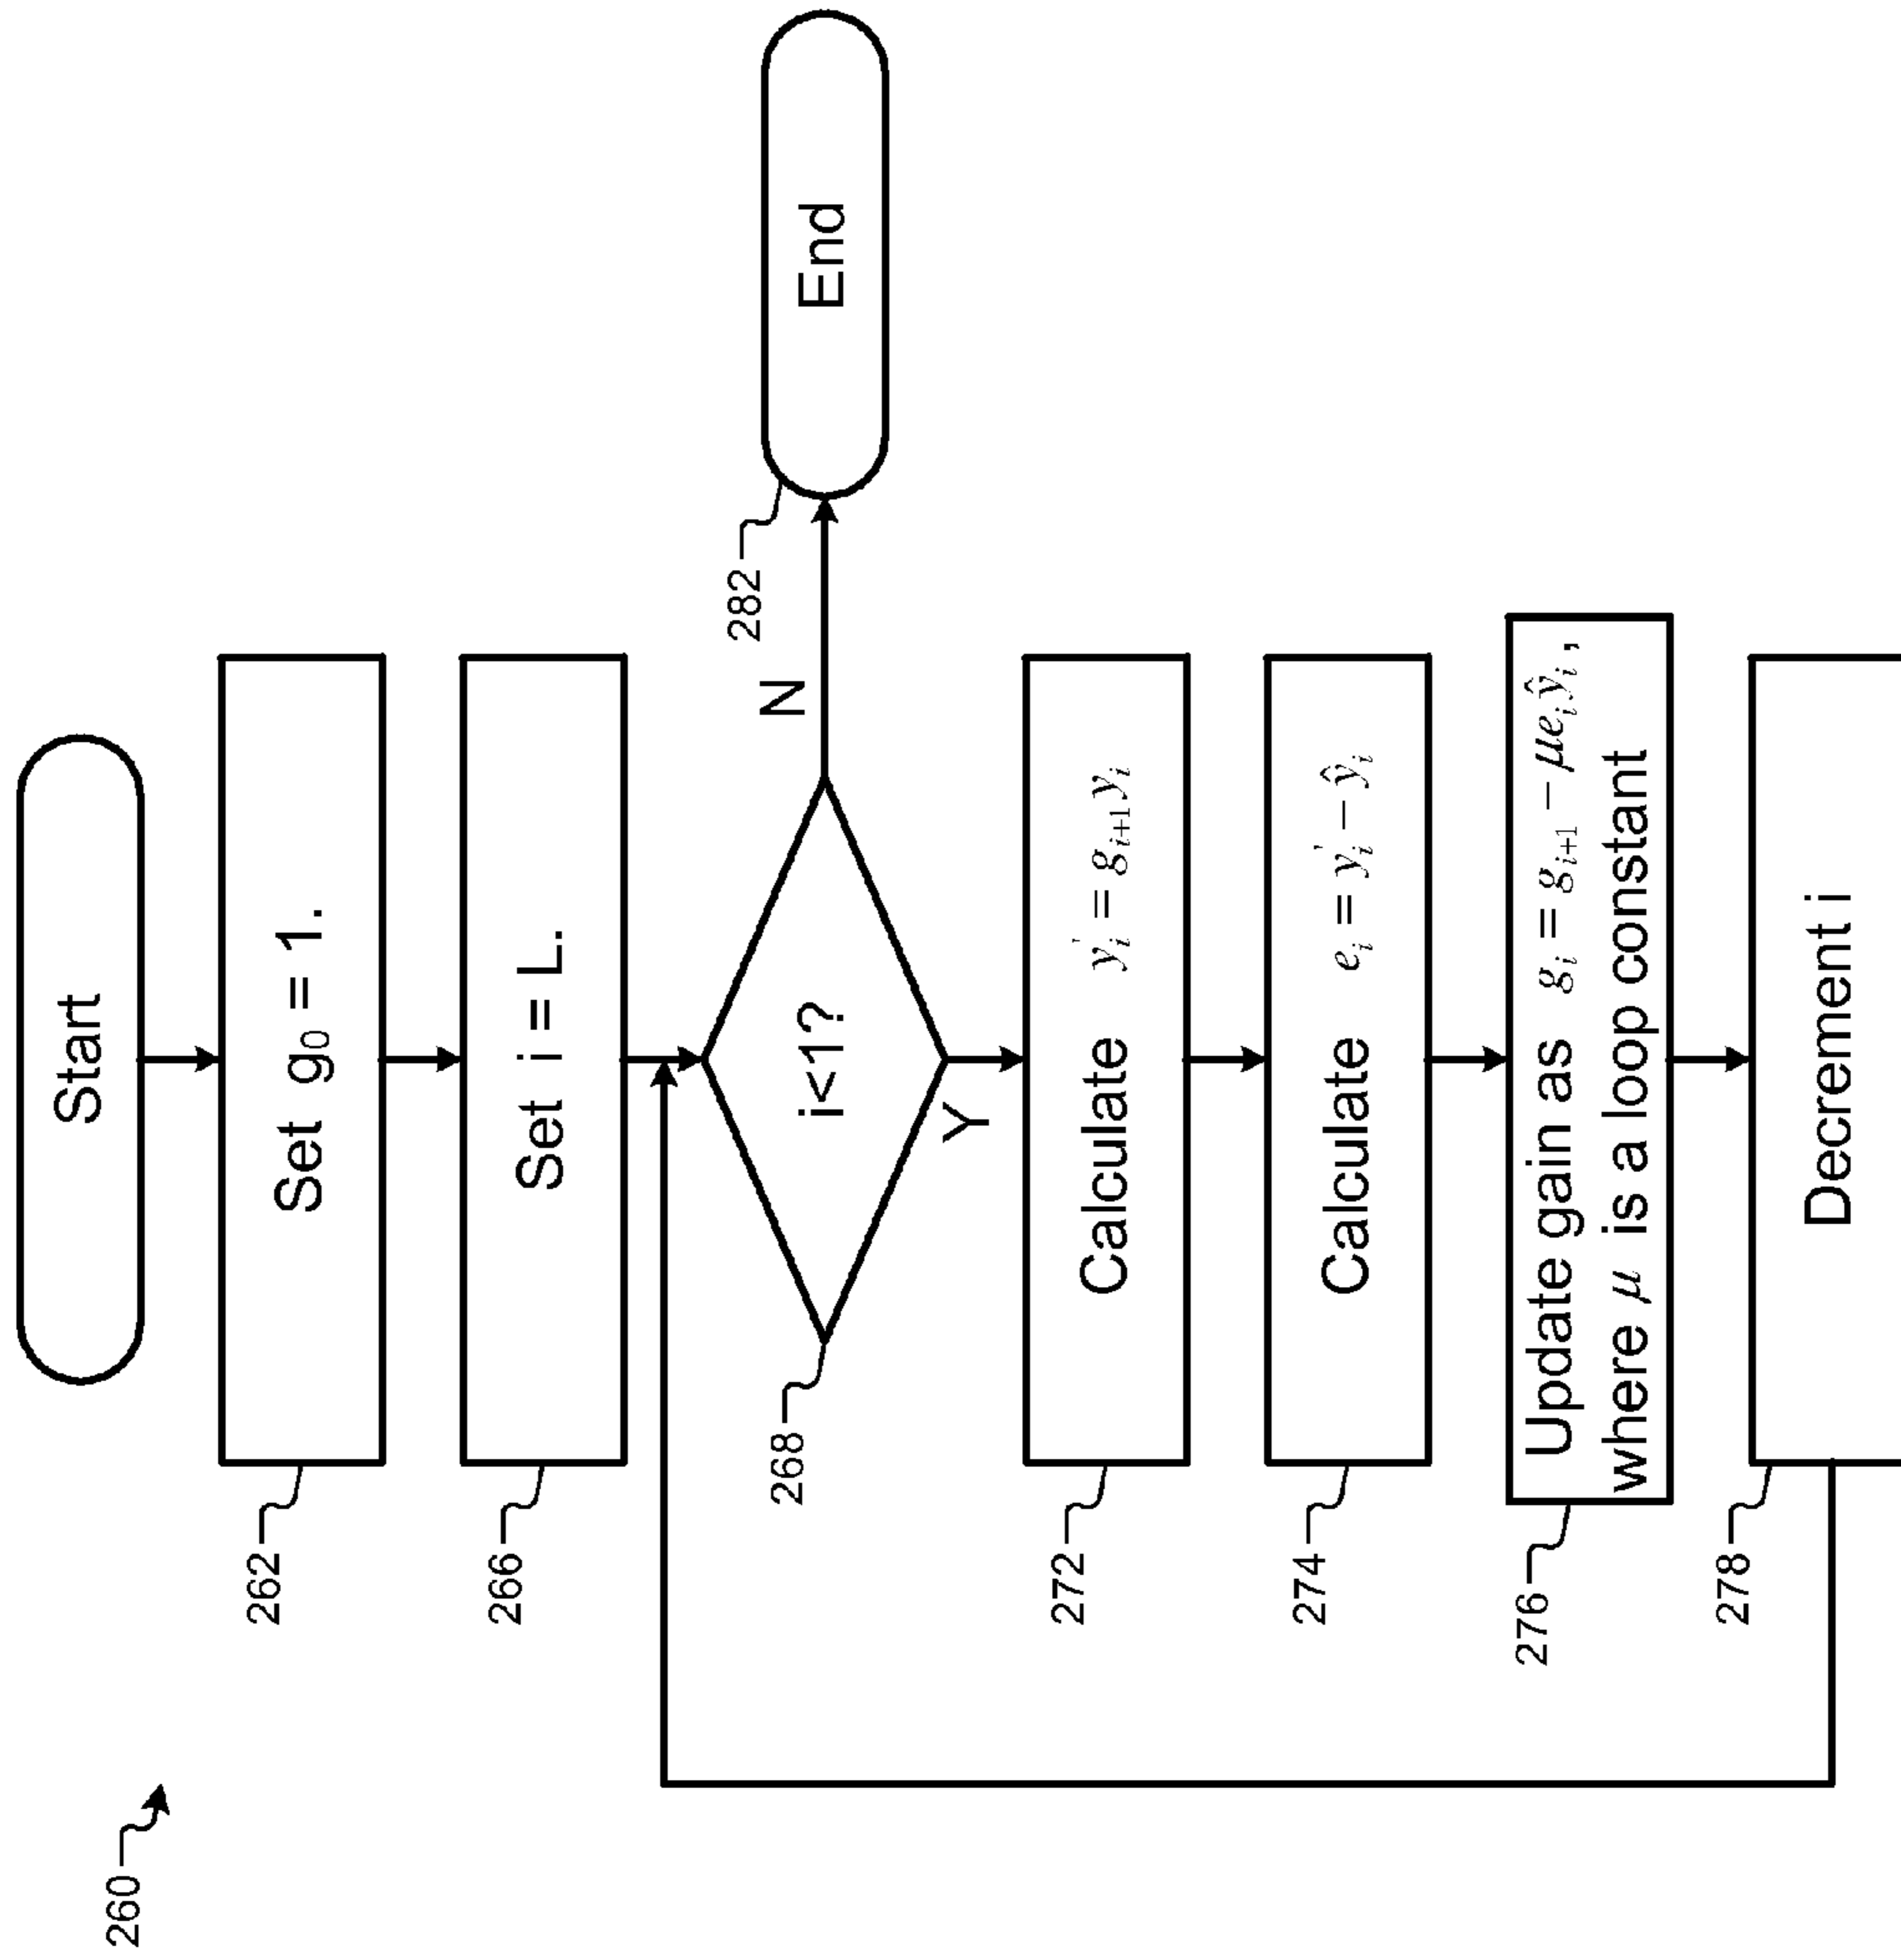 260
Start
262
Set g₀ = 1.
266
Set i = L.
268
i<1?
N
282
End
Y
272
Calculate y'ᵢ = gᵢ₊₁yᵢ
274
Calculate eᵢ = y'ᵢ − ŷᵢ
276
Update gain as gᵢ = gᵢ₊₁ − μeᵢŷᵢ,
where μ is a loop constant
278
Decrement i